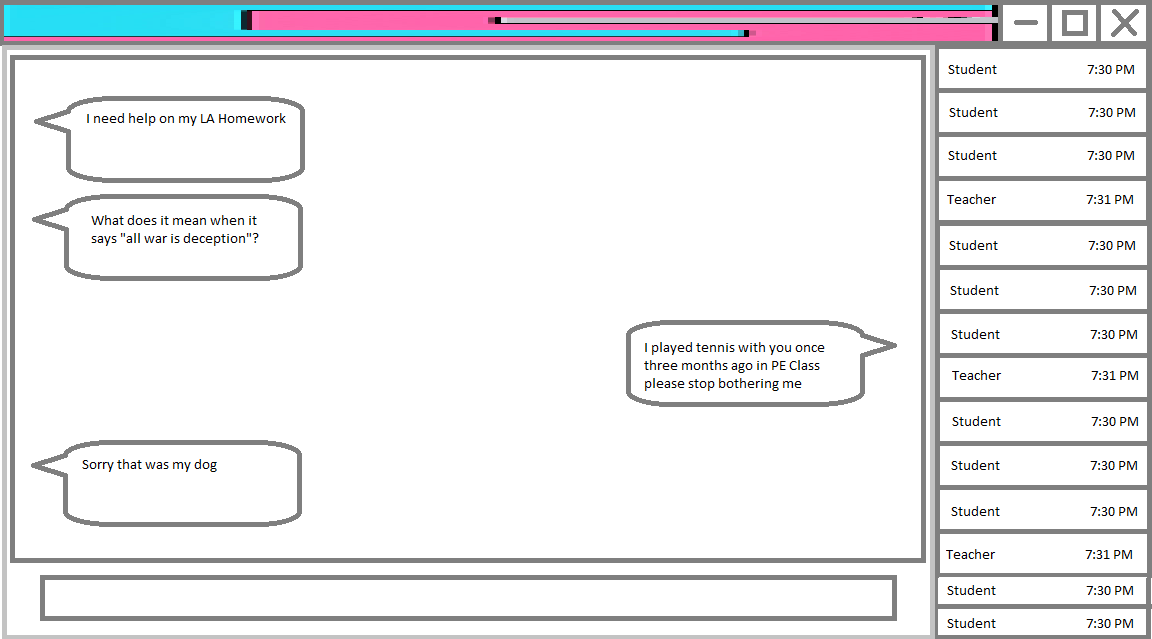 I need help on my LA Homework
What does it mean when it
says "all war is deception"?
I played tennis with you once
three months ago in PE Class
please stop bothering me
Sorry that was my dog
Student 7:30 PM
Student 7:30 PM
Student 7:30 PM
Teacher 7:31 PM
Student 7:30 PM
Student 7:30 PM
Student 7:30 PM
Teacher 7:31 PM
Student 7:30 PM
Student 7:30 PM
Student 7:30 PM
Teacher 7:31 PM
Student 7:30 PM
Student 7:30 PM